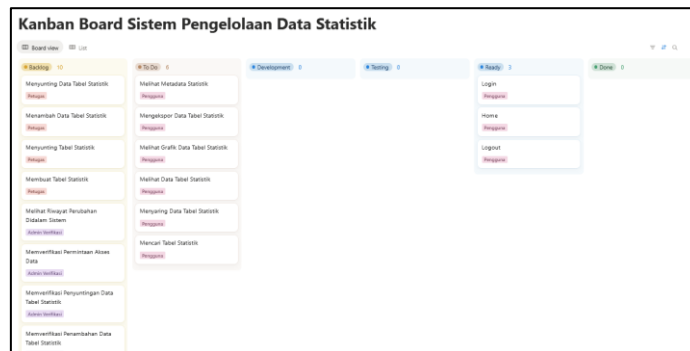 Kanban Board Sistem Pengelolaan Data Statistik
Board view
List
Backlog 10
Menyunting Data Tabel Statistik
Petugas
Menambah Data Tabel Statistik
Petugas
Menyunting Tabel Statistik
Petugas
Membuat Tabel Statistik
Petugas
Melihat Riwayat Perubahan
Didalam Sistem
Admin Verifikasi
Memverifikasi Permintaan Akses
Data
Admin Verifikasi
Memverifikasi Penyuntingan Data
Tabel Statistik
Admin Verifikasi
Memverifikasi Penambahan Data
Tabel Statistik
To Do
Melihat Metadata Statistik
Pengguna
Mengekspor Data Tabel Statistik
Pengguna
Melihat Grafik Data Tabel Statistik
Pengguna
Melihat Data Tabel Statistik
Pengguna
Menyaring Data Tabel Statistik
Pengguna
Mencari Tabel Statistik
Pengguna
Development 0
Testing 0
Ready 3
Login
Pengguna
Home
Pengguna
Logout
Pengguna
Done 0